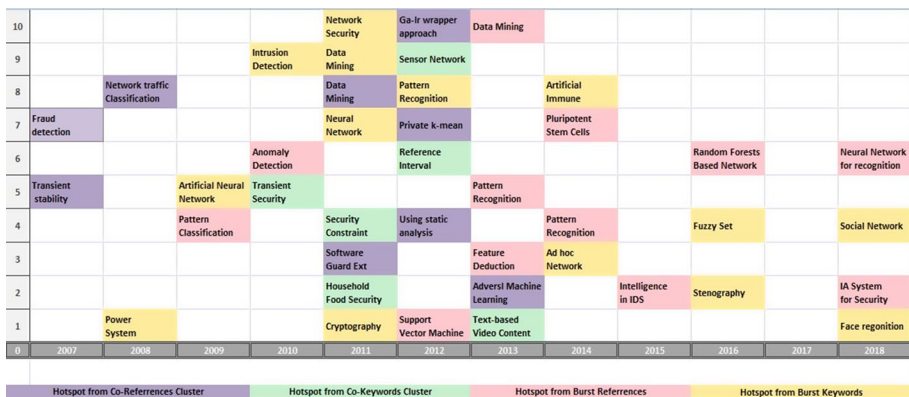 10 Network Security Ga-Ir wrapper approach Data Mining
9 Intrusion Detection Data Mining Sensor Network
8 Network traffic Classification Data Mining Pattern Recognition Artificial Immune
7 Fraud detection Neural Network Private k-mean Pluripotent Stem Cells
6 Anomaly Detection Reference Interval Random Forests Based Network Neural Network for recognition
5 Transient stability Artificial Neural Network Transient Security Pattern Recognition
4 Pattern Classification Security Constraint Using static analysis Pattern Recognition Fuzzy Set Social Network
3 Software Guard Ext Feature Deduction Ad hoc Network
2 Household Food Security Adversl Machine Learning Intelligence in IDS Stenography IA System for Security
1 Power System Cryptography Support Vector Machine Text-based Video Content Face regonition
0 2007 2008 2009 2010 2011 2012 2013 2014 2015 2016 2017 2018
Hotspot from Co-Referrences Cluster Hotspot from Co-Keywords Cluster Hotspot from Burst Referrences Hotspot from Burst Keywords